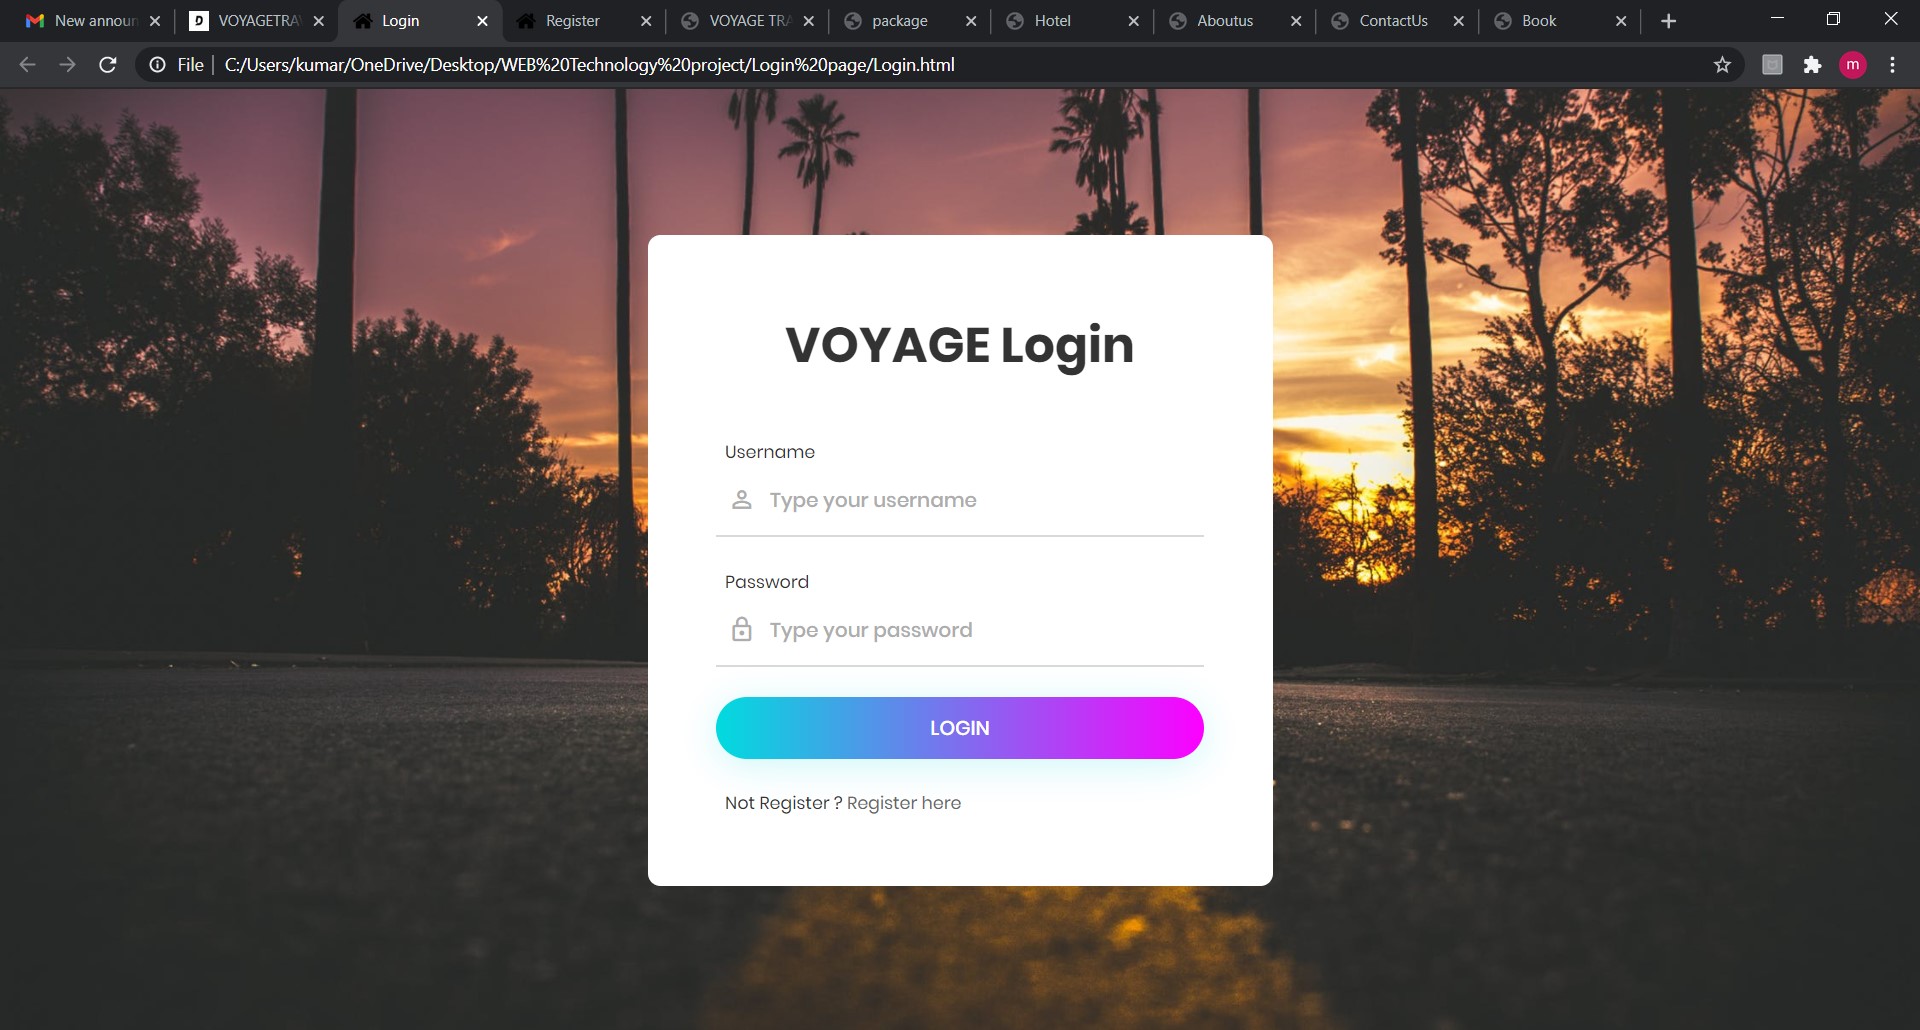 New announ
VOYAGETRA
Login
Register
VOYAGE TRA
package
Hotel
Aboutus
ContactUs
Book
File
C:/Users/kumar/OneDrive/Desktop/WEB%20Technology%20project/Login%20page/Login.html
m
VOYAGE Login
Username
Type your username
Password
Type your password
LOGIN
Not Register ? Register here